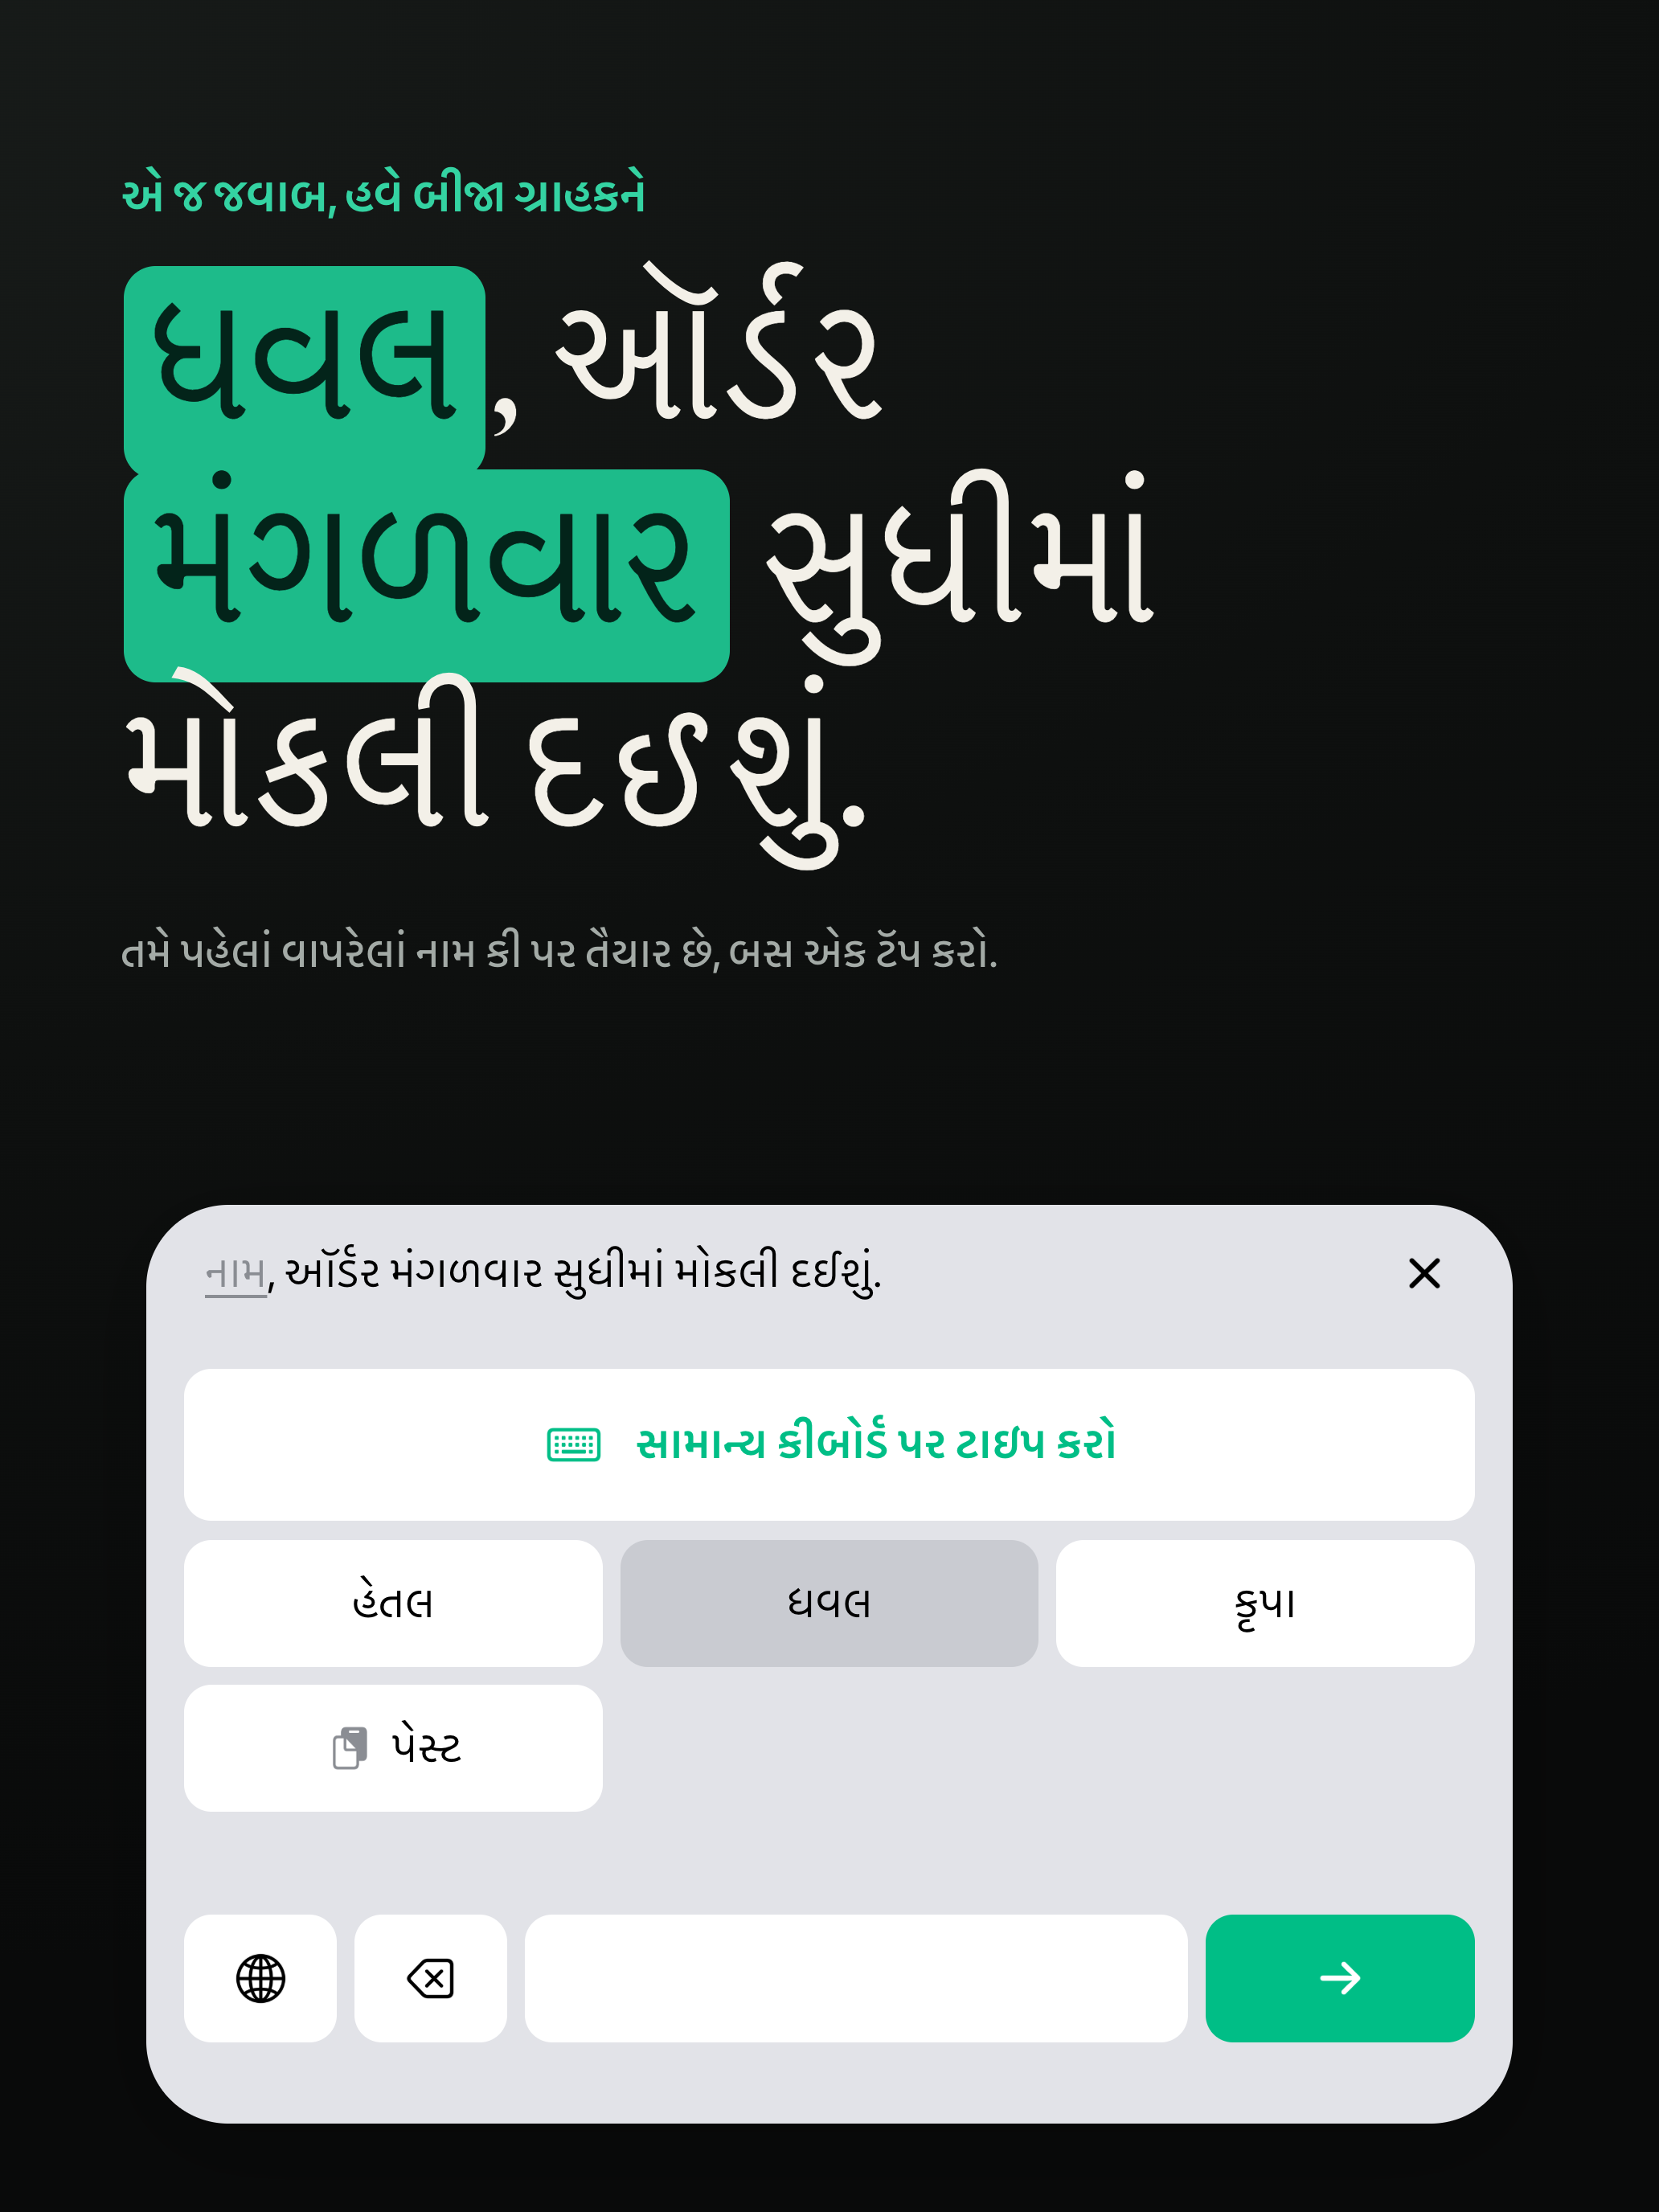 એ જ જવાબ, હવે બીજા ગ્રાહકને
ધવલ, ઑર્ડર
મંગળવાર સુધીમાં
મોકલી દઈશું.
તમે પહેલાં વાપરેલાં નામ કી પર તૈયાર છે, બસ એક ટૅપ કરો.
નામ, ઑર્ડર મંગળવાર સુધીમાં મોકલી દઈશું.
સામાન્ય કીબોર્ડ પર ટાઇપ કરો
હેતલ
ધવલ
કૃપા
પેસ્ટ